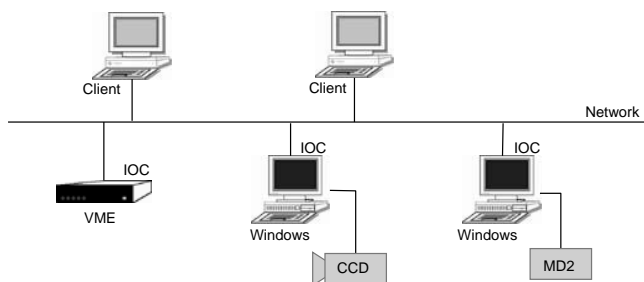 Client
Client
Network
IOC
IOC
IOC
VME
Windows
Windows
CCD
MD2